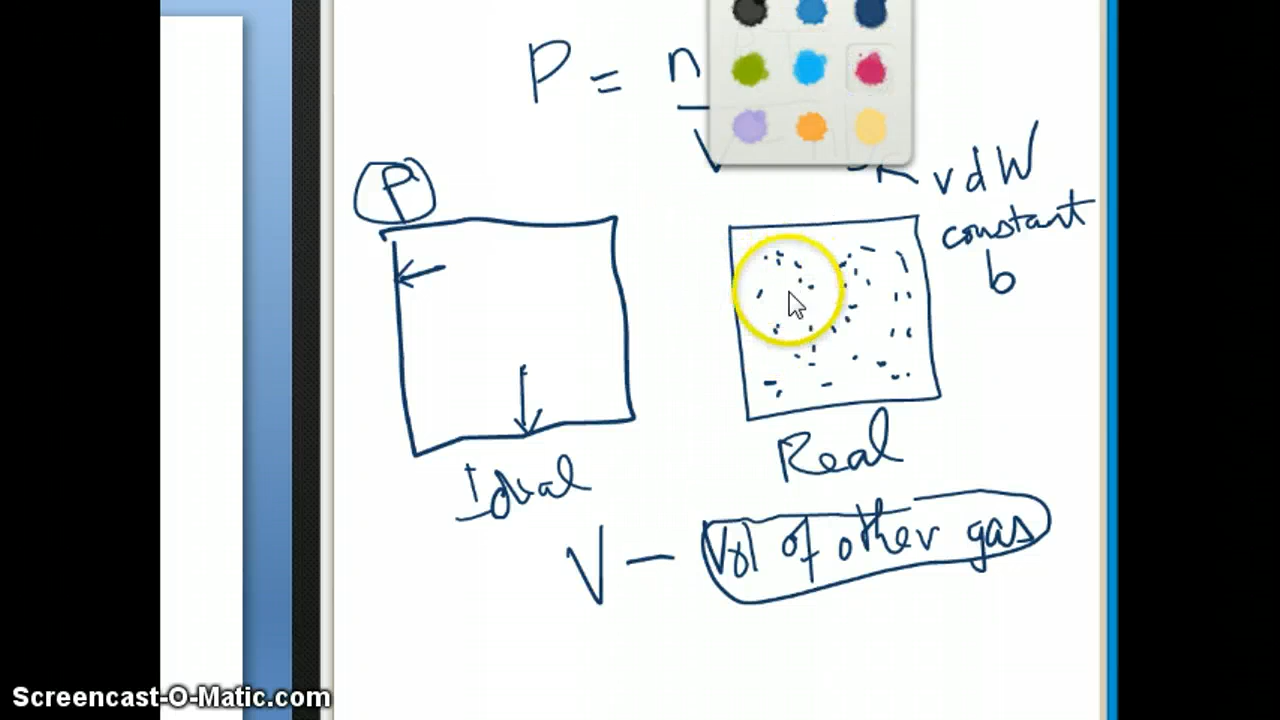 P = n
V
P
vdW
constant
b
Ideal
Real
V - Vol of other gas
Screencast-O-Matic.com